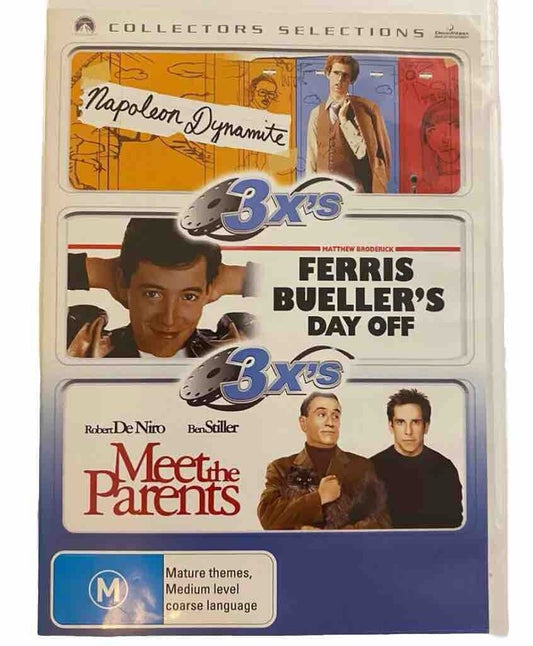 COLLECTORS SELECTIONS
Napoleon Dynamite
3x's
MATTHEW BRODERICK
FERRIS
BUELLER'S
DAY OFF
3x's
Robert De Niro Ben Stiller
Meet the
Parents
M
Mature themes,
Medium level
coarse language